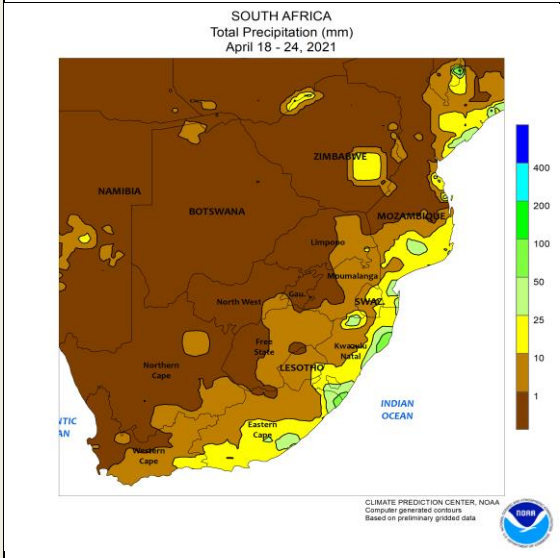 SOUTH AFRICA
Total Precipitation (mm)
April 18 - 24, 2021
ZIMBABWE
NAMIBIA
BOTSWANA
MOZAMBIQUE
Limpopo
Moumalanga
Gau.
North West
SWAZ.
Free
State
Kwazulu
Natal
LESOTHO
Northern
Cape
INDIAN
OCEAN
NTIC
AN
Eastern
Cape
Western
Cape
400
200
100
50
25
10
1
CLIMATE PREDICTION CENTER, NOAA
Computer generated contours
Based on preliminary gridded data
NOAA